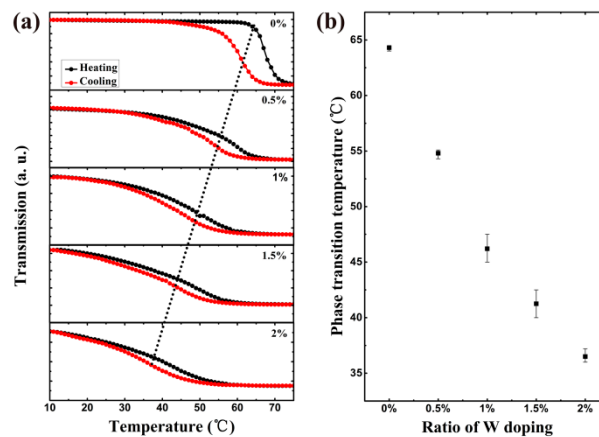 (a)
0%
Heating
Cooling
0.5%
1%
1.5%
2%
Transmission (a. u.)
10 20 30 40 50 60 70
Temperature (℃)
(b)
65
60
55
50
45
40
35
Phase transition temperature (℃)
0% 0.5% 1% 1.5% 2%
Ratio of W doping